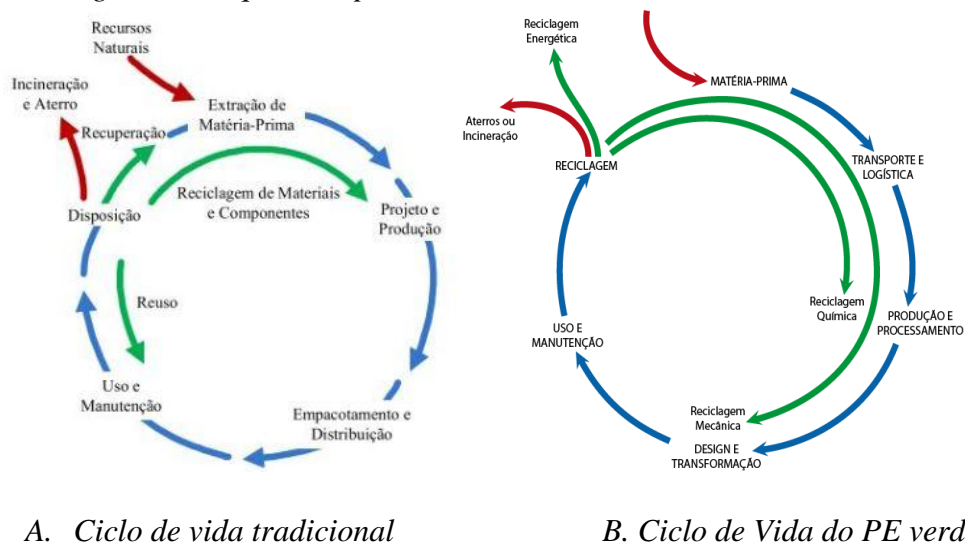 Recursos
Naturais
Incineração
e Aterro
Recuperação
Extração de
Matéria-Prima
Reciclagem de Materiais
e Componentes
Disposição
Projeto e
Produção
Reuso
Uso e
Manutenção
Empacotamento e
Distribuição
A. Ciclo de vida tradicional
Reciclagem
Energética
MATÉRIA-PRIMA
Aterros ou
Incineração
RECICLAGEM
TRANSPORTE E
LOGÍSTICA
Reciclagem
Química
PRODUÇÃO E
PROCESSAMENTO
USO E
MANUTENÇÃO
Reciclagem
Mecânica
DESIGN E
TRANSFORMAÇÃO
B. Ciclo de Vida do PE verd